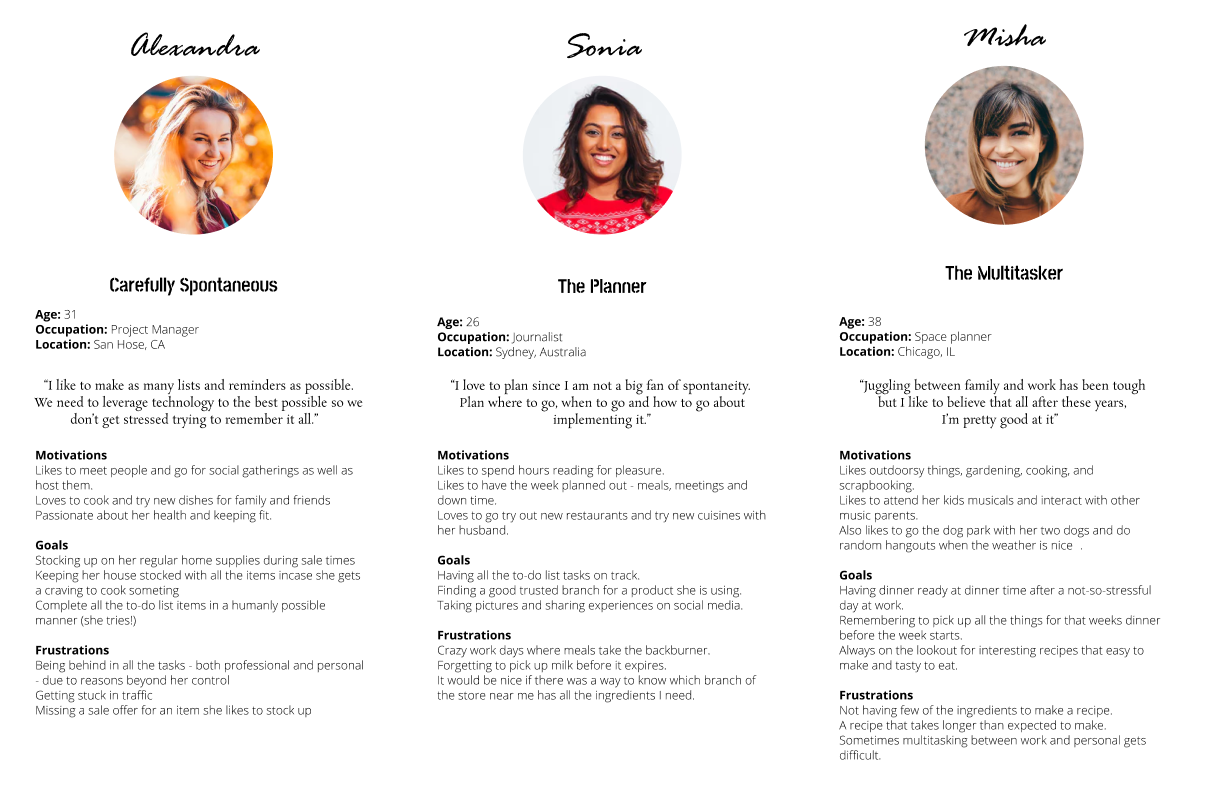 Alexandra
Carefully Spontaneous
Age: 31
Occupation: Project Manager
Location: San Hose, CA
“I like to make as many lists and reminders as possible.
We need to leverage technology to the best possible so we
don’t get stressed trying to remember it all.”
Motivations
Likes to meet people and go for social gatherings as well as
host them.
Loves to cook and try new dishes for family and friends
Passionate about her health and keeping fit.
Goals
Stocking up on her regular home supplies during sale times
Keeping her house stocked with all the items incase she gets
a craving to cook someting
Complete all the to-do list items in a humanly possible
manner (she tries!)
Frustrations
Being behind in all the tasks - both professional and personal
- due to reasons beyond her control
Getting stuck in traffic
Missing a sale offer for an item she likes to stock up
Sonia
The Planner
Age: 26
Occupation: Journalist
Location: Sydney, Australia
“I love to plan since I am not a big fan of spontaneity.
Plan where to go, when to go and how to go about
implementing it.”
Motivations
Likes to spend hours reading for pleasure.
Likes to have the week planned out - meals, meetings and
down time.
Loves to go try out new restaurants and try new cuisines with
her husband.
Goals
Having all the to-do list tasks on track.
Finding a good trusted branch for a product she is using.
Taking pictures and sharing experiences on social media.
Frustrations
Crazy work days where meals take the backburner.
Forgetting to pick up milk before it expires.
It would be nice if there was a way to know which branch of
the store near me has all the ingredients I need.
Misha
The Multitasker
Age: 38
Occupation: Space planner
Location: Chicago, IL
“Juggling between family and work has been tough
but I like to believe that all after these years,
I’m pretty good at it”
Motivations
Likes outdoorsy things, gardening, cooking, and
scrapbooking.
Likes to attend her kids musicals and interact with other
music parents.
Also likes to go the dog park with her two dogs and do
random hangouts when the weather is nice  .
Goals
Having dinner ready at dinner time after a not-so-stressful
day at work.
Remembering to pick up all the things for that weeks dinner
before the week starts.
Always on the lookout for interesting recipes that easy to
make and tasty to eat.
Frustrations
Not having few of the ingredients to make a recipe.
A recipe that takes longer than expected to make.
Sometimes multitasking between work and personal gets
difficult.